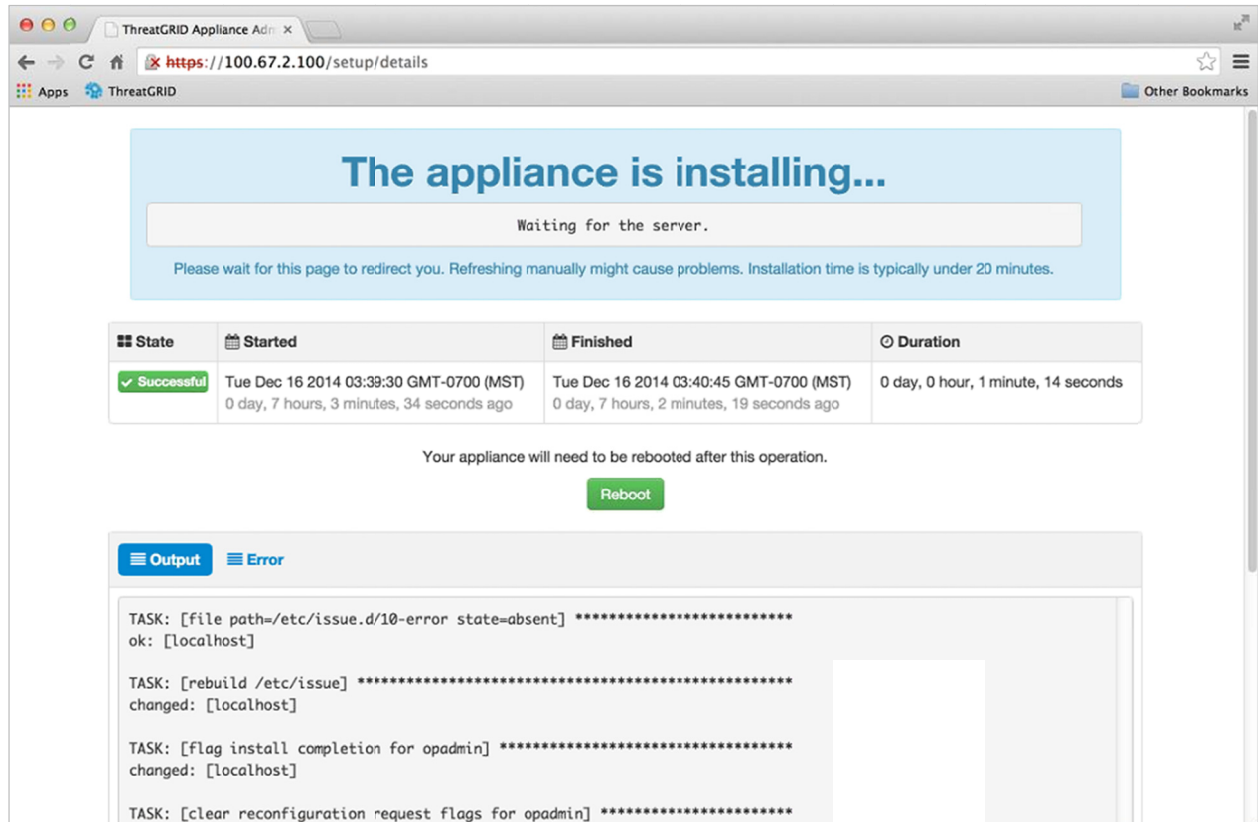 ThreatGRID Appliance Adm
https://100.67.2.100/setup/details
Apps ThreatGRID Other Bookmarks
The appliance is installing...
Waiting for the server.
Please wait for this page to redirect you. Refreshing manually might cause problems. Installation time is typically under 20 minutes.
State Started Finished Duration
Successful Tue Dec 16 2014 03:39:30 GMT-0700 (MST) Tue Dec 16 2014 03:40:45 GMT-0700 (MST) 0 day, 0 hour, 1 minute, 14 seconds
0 day, 7 hours, 3 minutes, 34 seconds ago 0 day, 7 hours, 2 minutes, 19 seconds ago
Your appliance will need to be rebooted after this operation.
Reboot
Output Error
TASK: [file path=/etc/issue.d/10-error state=absent] ***************************
ok: [localhost]
TASK: [rebuild /etc/issue] *****************************************************
changed: [localhost]
TASK: [flag install completion for opadmin] ************************************
changed: [localhost]
TASK: [clear reconfiguration request flags for opadmin] ************************